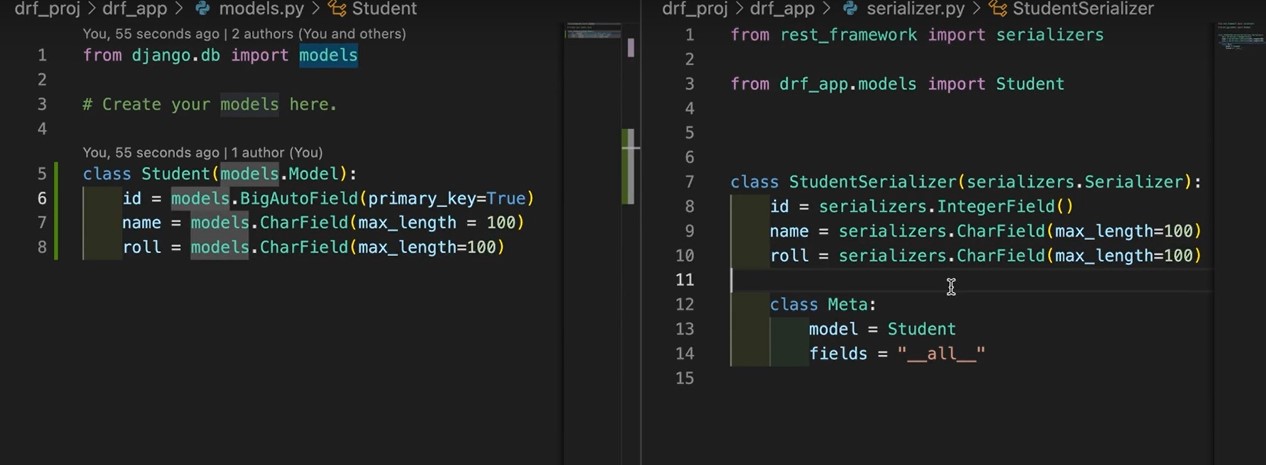 drf_proj > drf_app > models.py > Student
You, 55 seconds ago | 2 authors (You and others)
1 from django.db import models
2
3 # Create your models here.
4
You, 55 seconds ago | 1 author (You)
5 class Student(models.Model):
6 id = models.BigAutoField(primary_key=True)
7 name = models.CharField(max_length = 100)
8 roll = models.CharField(max_length=100)
drf_proj > drf_app > serializer.py > StudentSerializer
1 from rest_framework import serializers
2
3 from drf_app.models import Student
4
5
6
7 class StudentSerializer(serializers.Serializer):
8 id = serializers.IntegerField()
9 name = serializers.CharField(max_length=100)
10 roll = serializers.CharField(max_length=100)
11
12 class Meta:
13 model = Student
14 fields = "__all__"
15